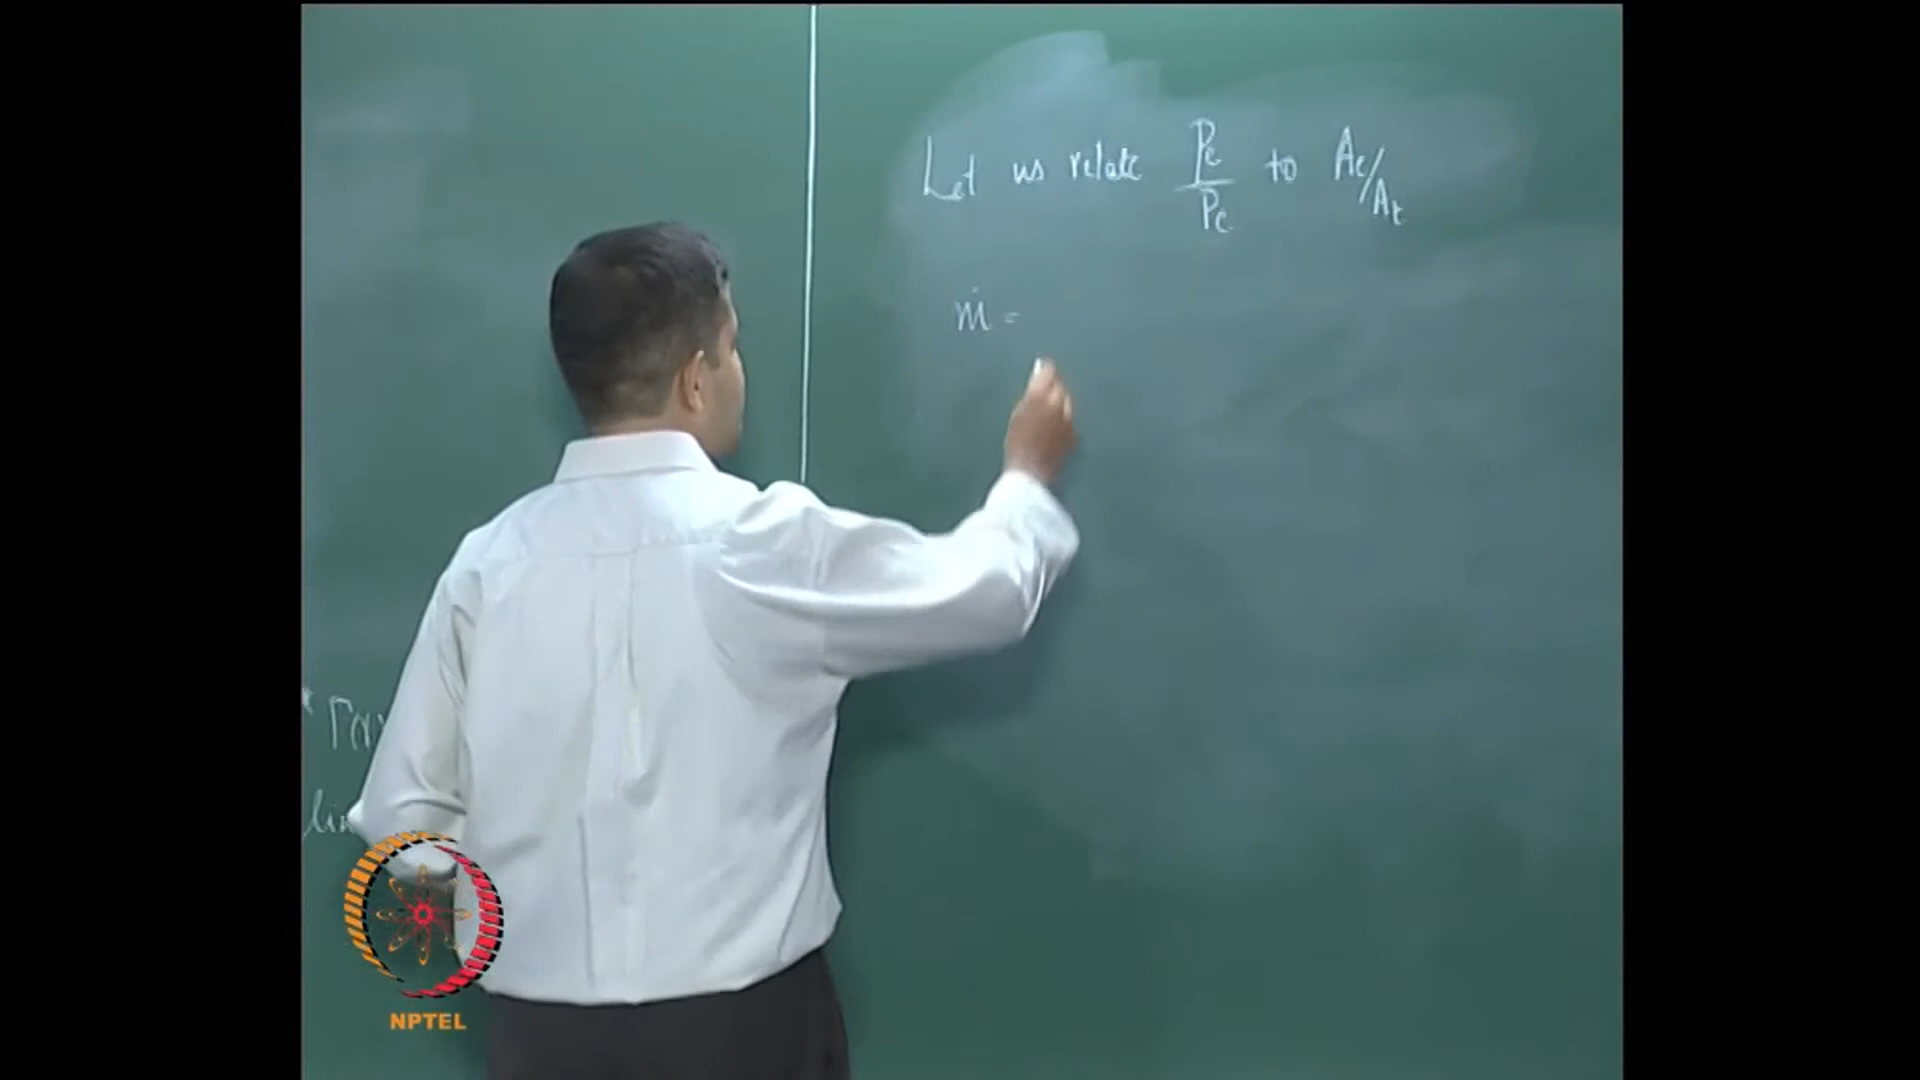 Let us relate Pe/Pc to Ae/At
ṁ =
NPTEL